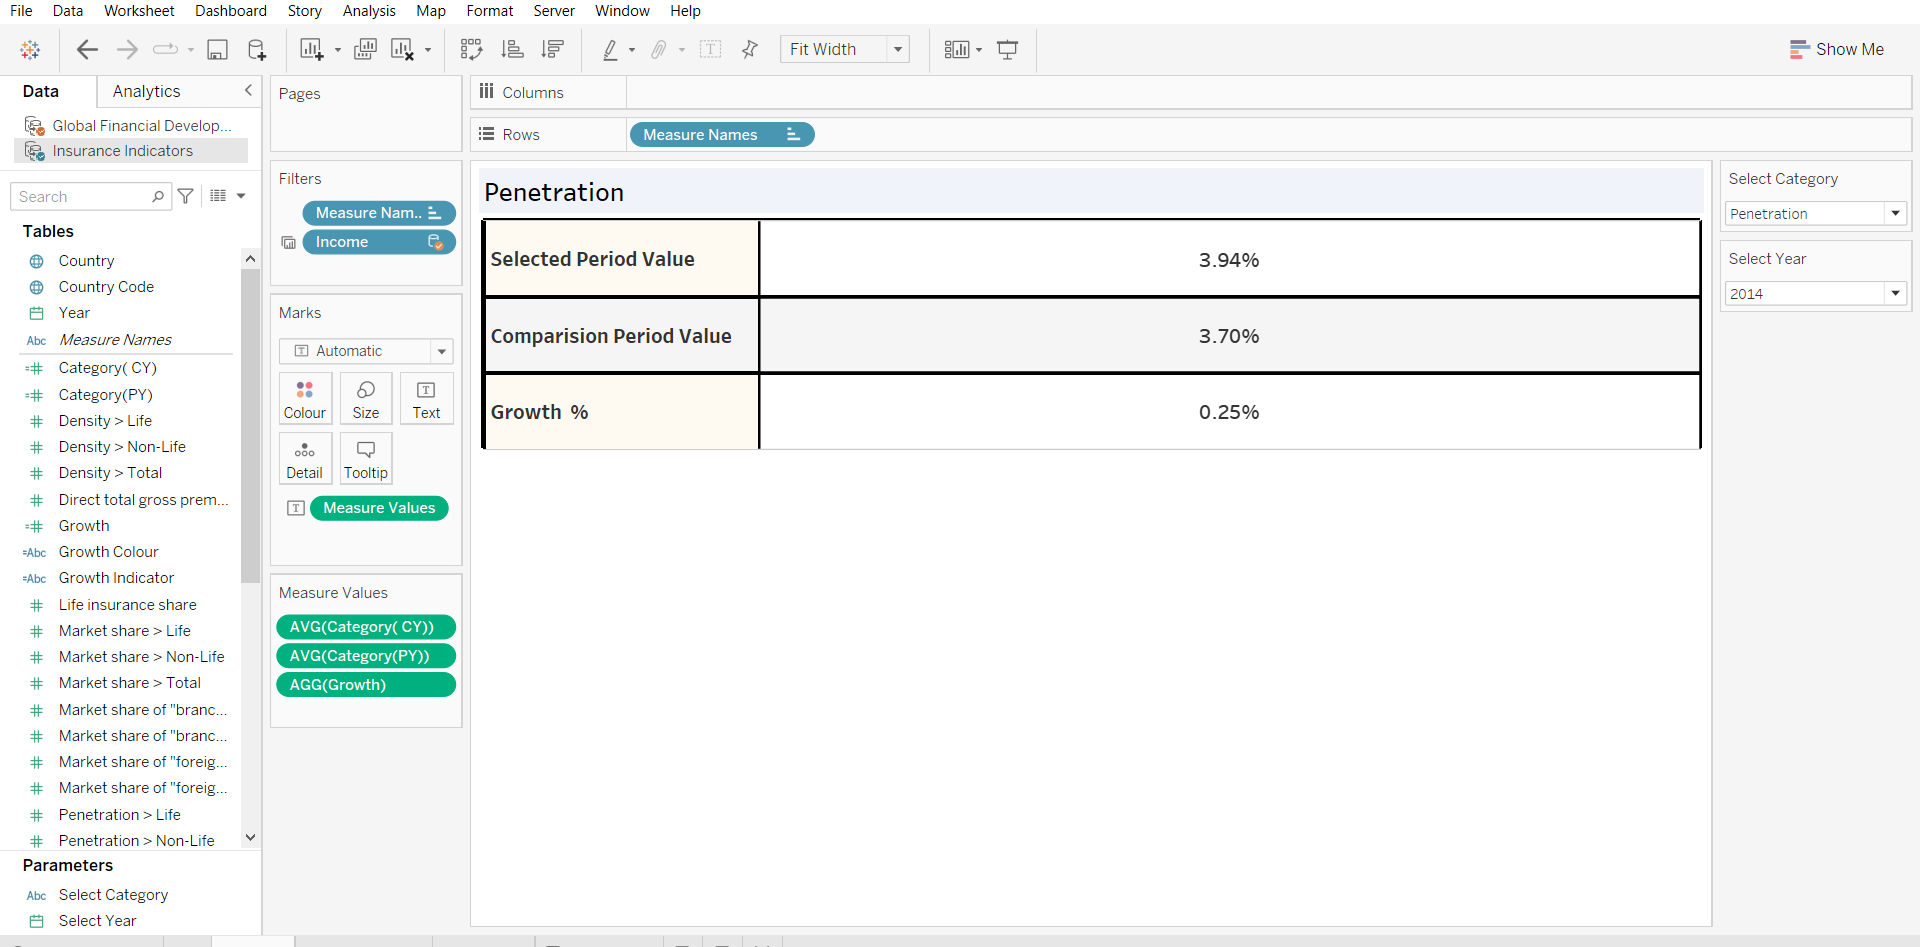 File Data Worksheet Dashboard Story Analysis Map Format Server Window Help
Fit Width
Show Me
Data Analytics
Global Financial Develop...
Insurance Indicators
Search
Tables
Country
Country Code
Year
Abc Measure Names
Category( CY)
Category(PY)
Density > Life
Density > Non-Life
Density > Total
Direct total gross prem...
Growth
=Abc Growth Colour
=Abc Growth Indicator
Life insurance share
Market share > Life
Market share > Non-Life
Market share > Total
Market share of "branc...
Market share of "branc...
Market share of "foreig...
Market share of "foreig...
Penetration > Life
Penetration > Non-Life
Parameters
Abc Select Category
Select Year
Pages
Filters
Measure Nam..
Income
Marks
Automatic
Colour Size Text
Detail Tooltip
Measure Values
Measure Values
AVG(Category( CY))
AVG(Category(PY))
AGG(Growth)
Columns
Rows Measure Names
Penetration
Selected Period Value 3.94%
Comparision Period Value 3.70%
Growth % 0.25%
Select Category
Penetration
Select Year
2014